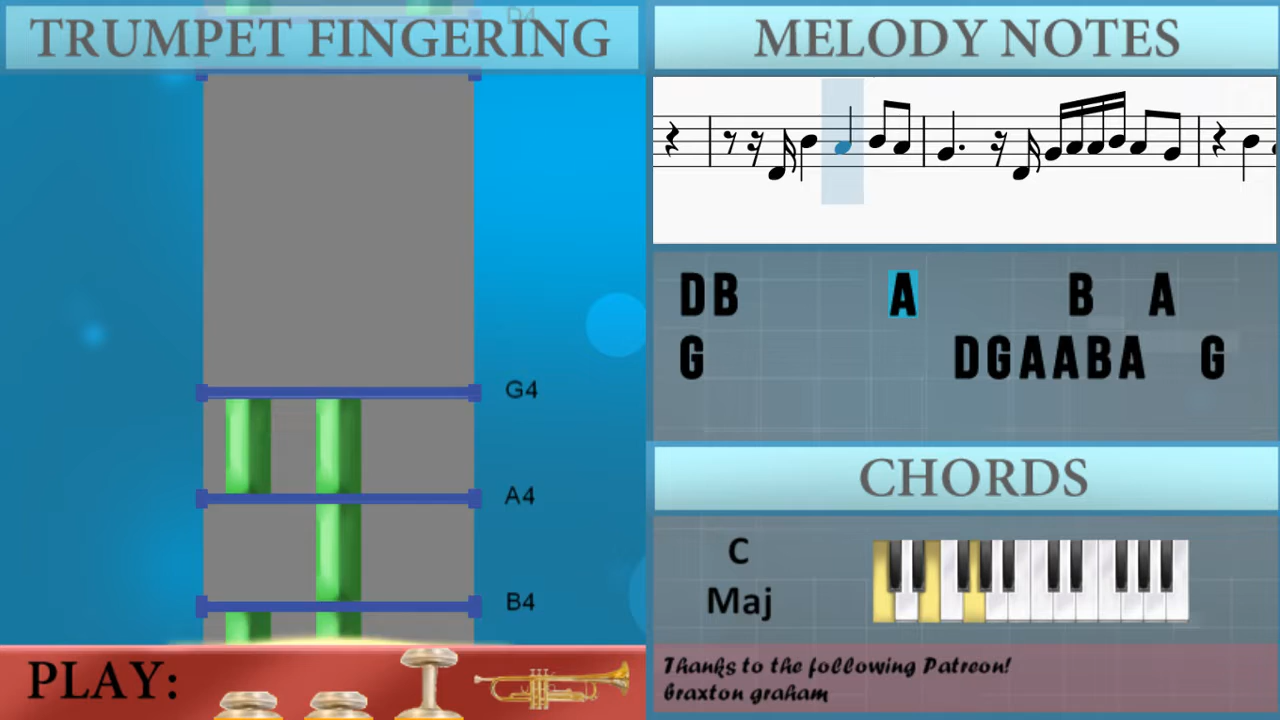 D4
TRUMPET FINGERING
G4
A4
B4
PLAY:
MELODY NOTES
DB A B A
G DGAABA G
CHORDS
C
Maj
Thanks to the following Patreon!
braxton graham